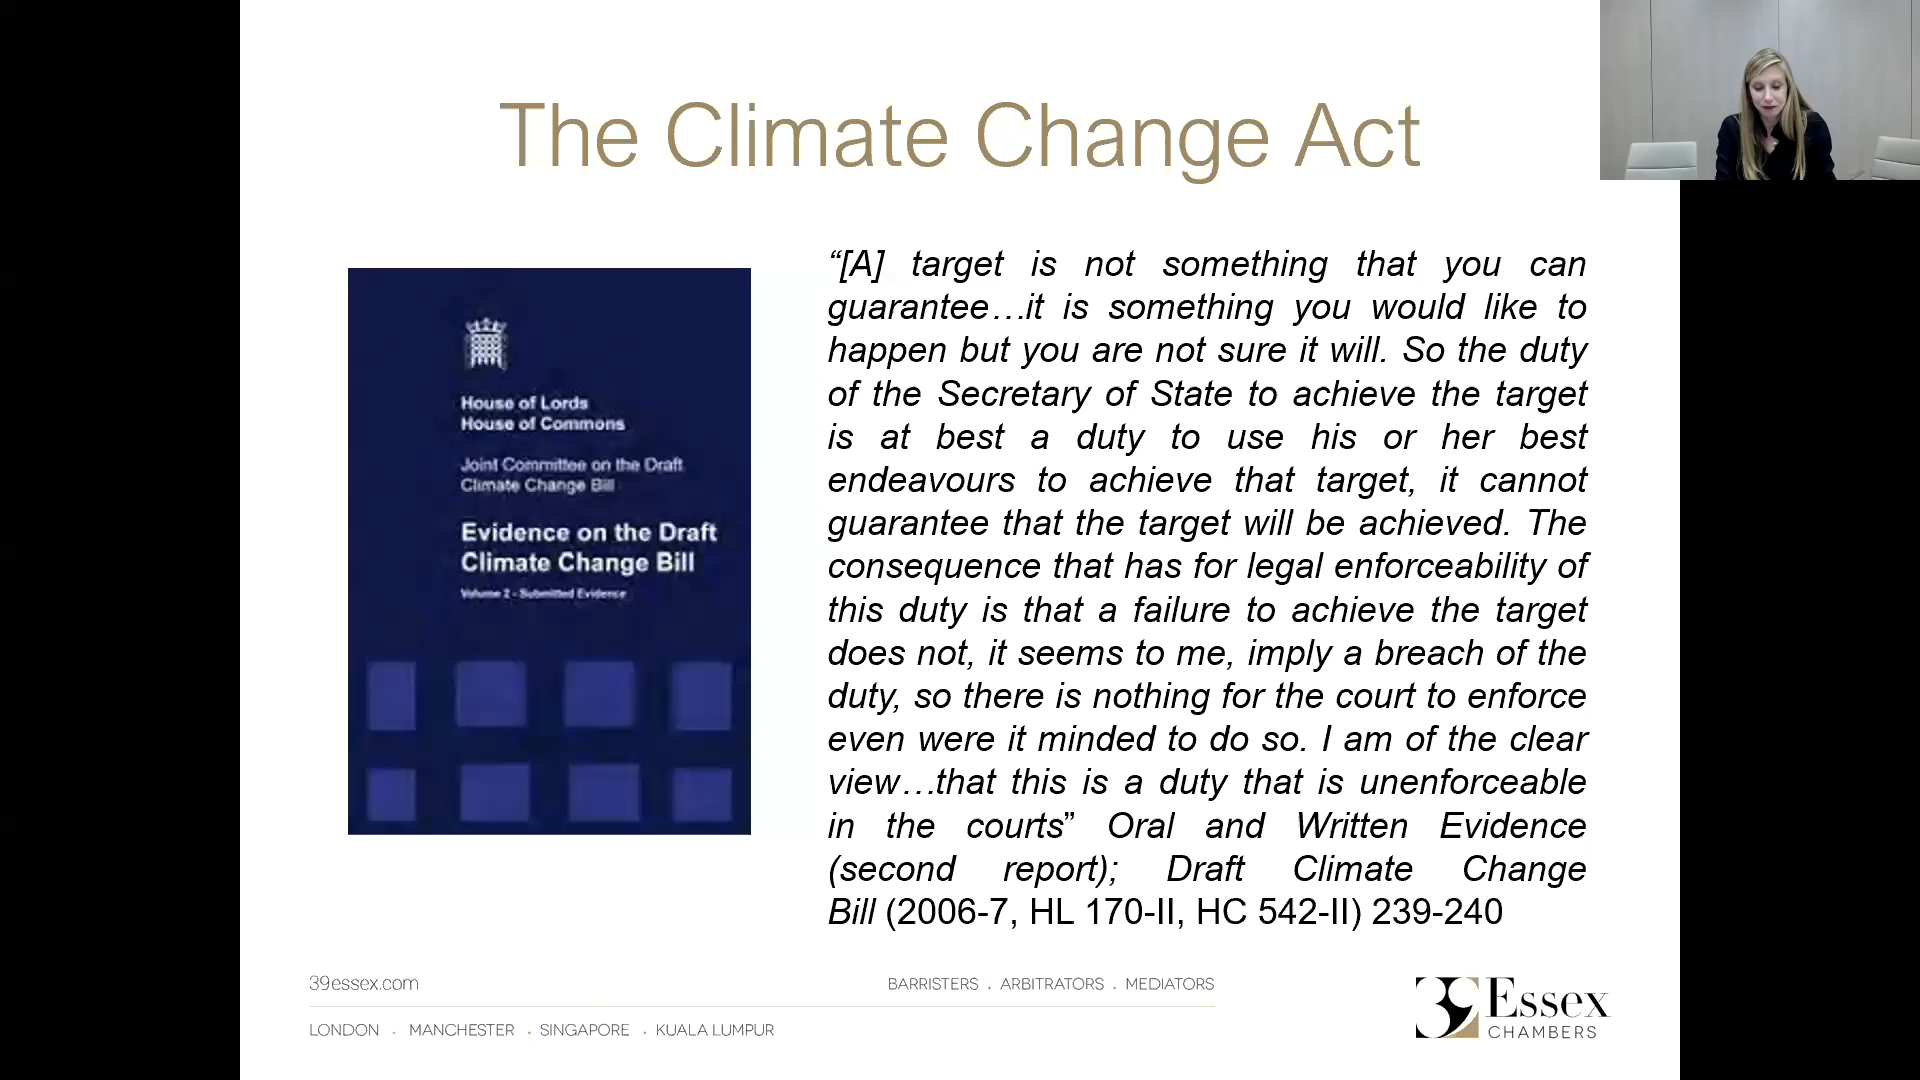 The Climate Change Act
House of Lords
House of Commons
Joint Committee on the Draft
Climate Change Bill
Evidence on the Draft
Climate Change Bill
Volume 2 - Submitted Evidence
“[A] target is not something that you can
guarantee…it is something you would like to
happen but you are not sure it will. So the duty
of the Secretary of State to achieve the target
is at best a duty to use his or her best
endeavours to achieve that target, it cannot
guarantee that the target will be achieved. The
consequence that has for legal enforceability of
this duty is that a failure to achieve the target
does not, it seems to me, imply a breach of the
duty, so there is nothing for the court to enforce
even were it minded to do so. I am of the clear
view…that this is a duty that is unenforceable
in the courts” Oral and Written Evidence
(second report); Draft Climate Change
Bill (2006-7, HL 170-II, HC 542-II) 239-240
39essex.com
BARRISTERS . ARBITRATORS . MEDIATORS
LONDON . MANCHESTER . SINGAPORE . KUALA LUMPUR
39 Essex
CHAMBERS